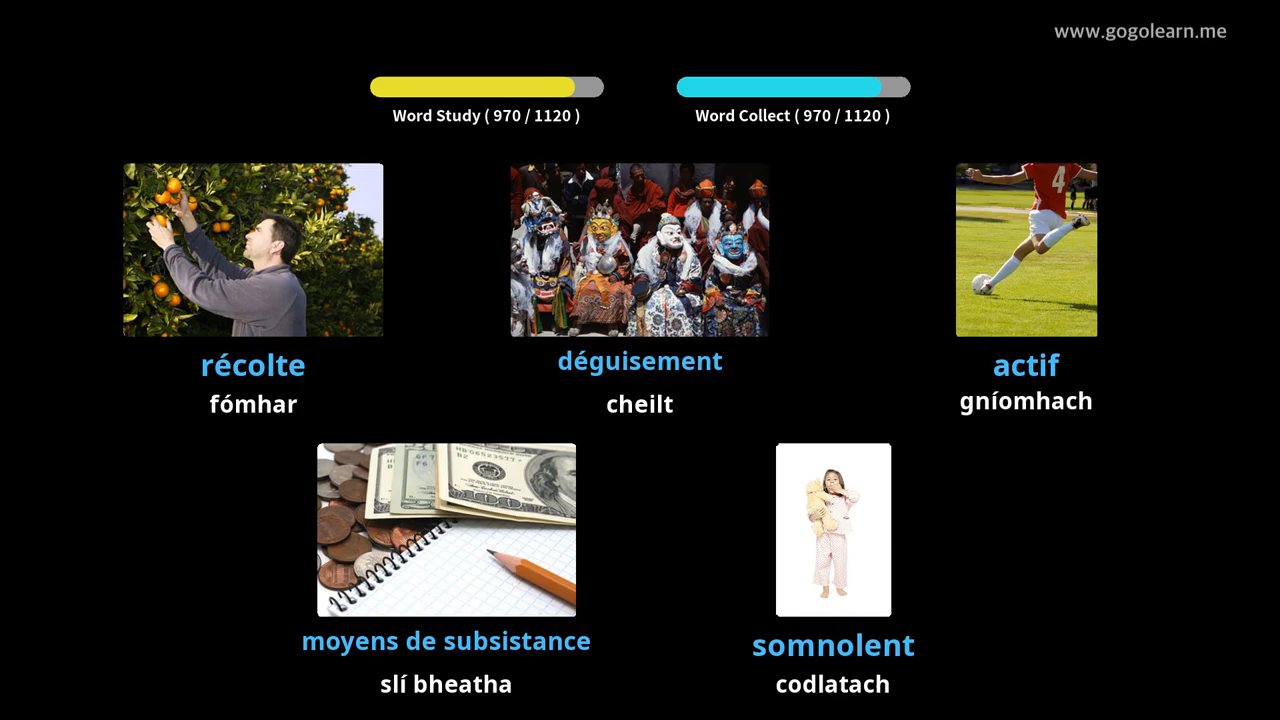 www.gogolearn.me
Word Study ( 970 / 1120 )
Word Collect ( 970 / 1120 )
4
récolte
déguisement
actif
fómhar
cheilt
gníomhach
moyens de subsistance
somnolent
slí bheatha
codlatach